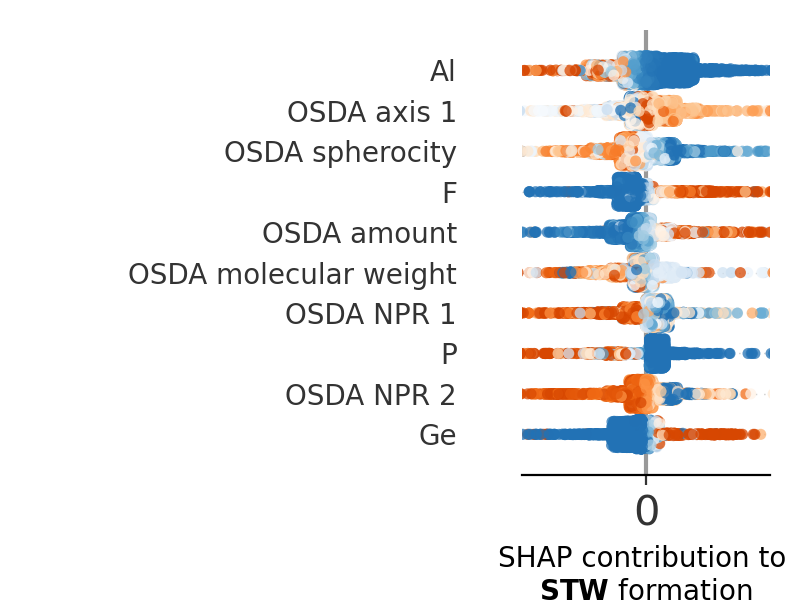 Al
OSDA axis 1
OSDA spherocity
F
OSDA amount
OSDA molecular weight
OSDA NPR 1
P
OSDA NPR 2
Ge
0
SHAP contribution to
STW formation